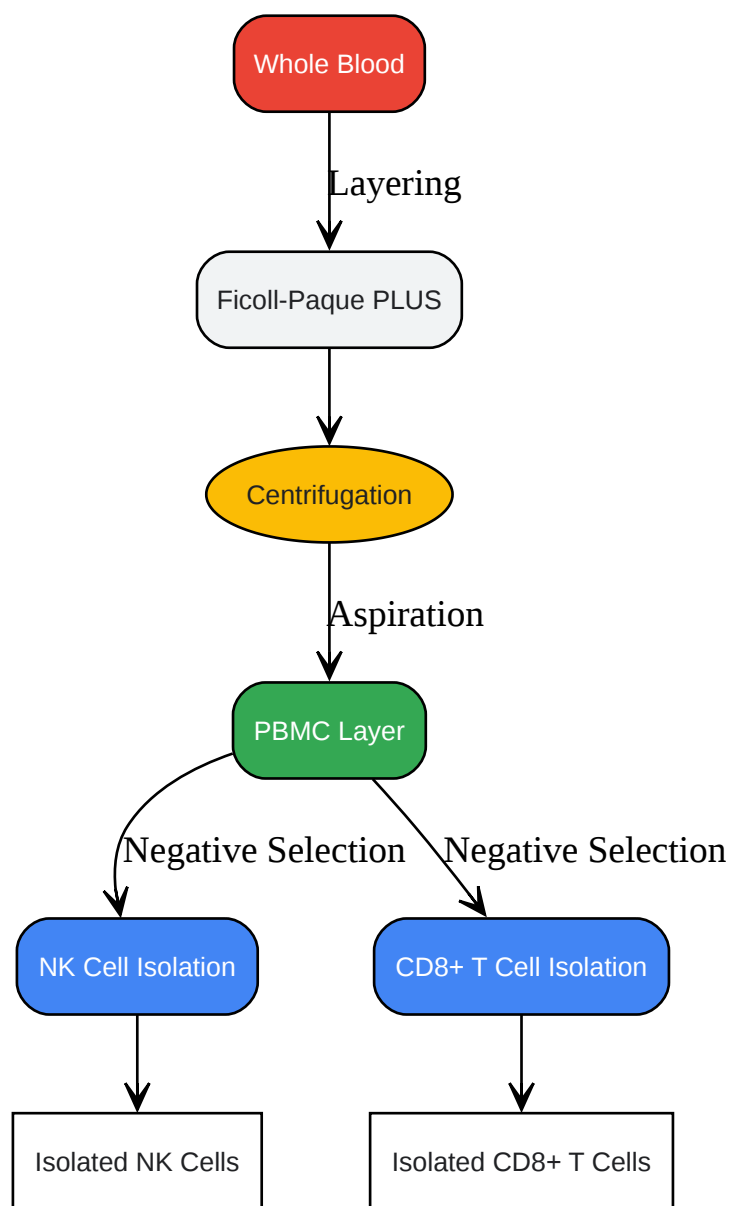 Whole Blood
Layering
Ficoll-Paque PLUS
Centrifugation
Aspiration
PBMC Layer
Negative Selection
Negative Selection
NK Cell Isolation
CD8+ T Cell Isolation
Isolated NK Cells
Isolated CD8+ T Cells